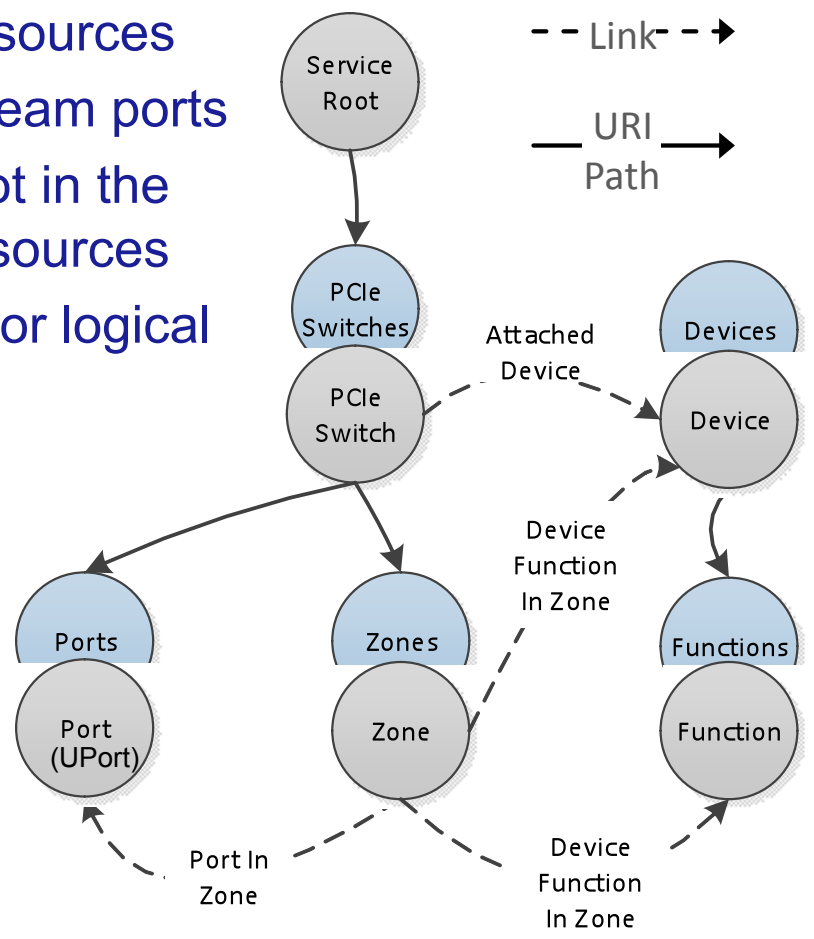 sources
eam ports
ot in the
sources
or logical
Link
URI
Path
Service
Root
PCIe
Switches
PCIe
Switch
Attached
Device
Devices
Device
Device
Function
In Zone
Ports
Port
(UPort)
Zones
Zone
Functions
Function
Port In
Zone
Device
Function
In Zone